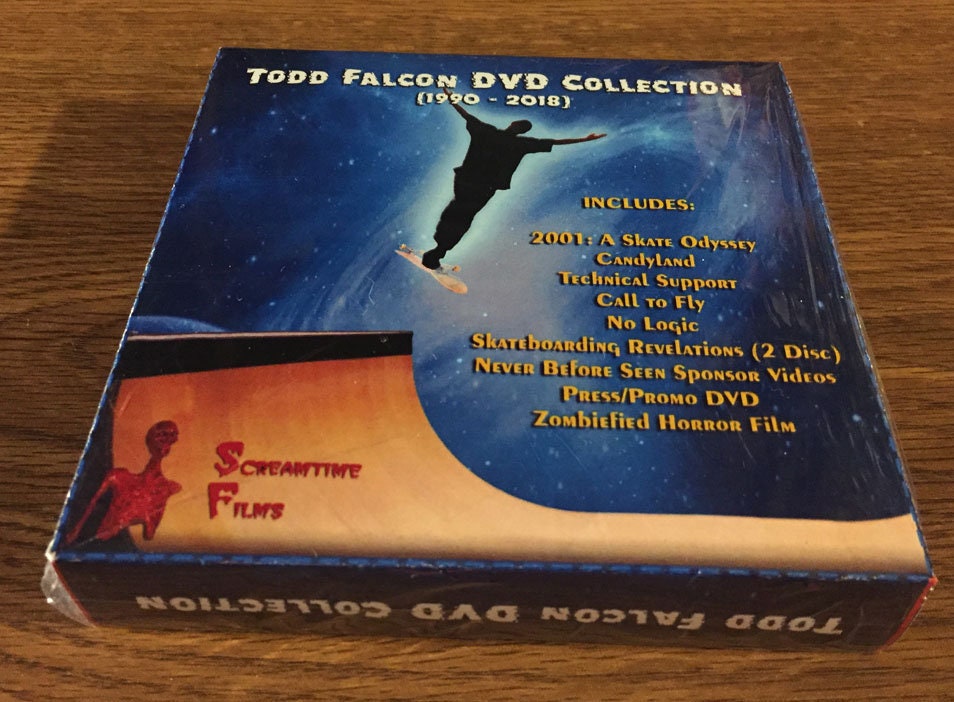 Todd Falcon DVD Collection
(1990 - 2018)
Includes:
2001: A Skate Odyssey
Candyland
Technical Support
Call to Fly
No Logic
Skateboarding Revelations (2 Disc)
Never Before Seen Sponsor Videos
Press/Promo DVD
Zombiefied Horror Film
Screamtime
Films
Todd Falcon DVD Collection